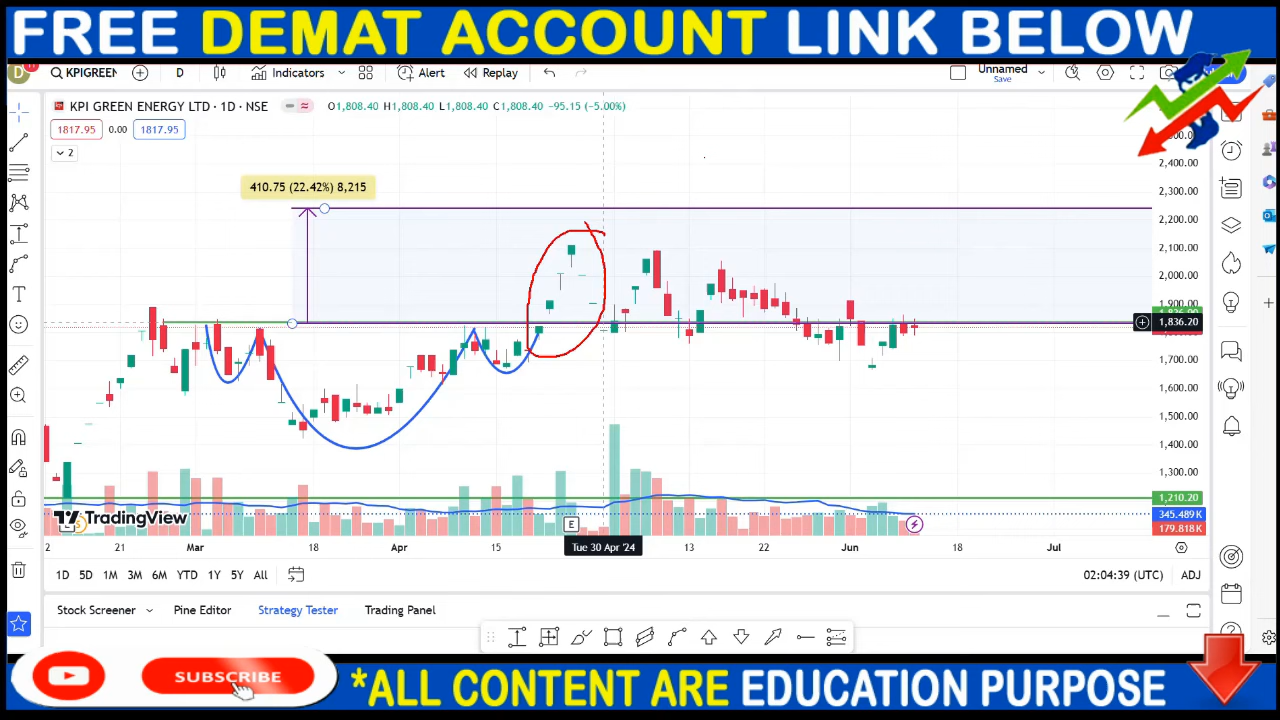 FREE DEMAT ACCOUNT LINK BELOW
D
KPIGREEN
D
Indicators
Alert
Replay
Unnamed
Save
KPI GREEN ENERGY LTD · 1D · NSE
O1,808.40 H1,808.40 L1,808.40 C1,808.40 −95.15 (−5.00%)
1817.95 0.00 1817.95
2
410.75 (22.42%) 8,215
2,400.00
2,300.00
2,200.00
2,100.00
2,000.00
1,900.00
1,836.20
1,700.00
1,600.00
1,500.00
1,400.00
1,300.00
1,210.20
345.489K
179.818K
TradingView
E
2 21 Mar 18 Apr 15 Tue 30 Apr '24 13 22 Jun 18 Jul
1D 5D 1M 3M 6M YTD 1Y 5Y All
02:04:39 (UTC) ADJ
Stock Screener Pine Editor Strategy Tester Trading Panel
SUBSCRIBE
*ALL CONTENT ARE EDUCATION PURPOSE